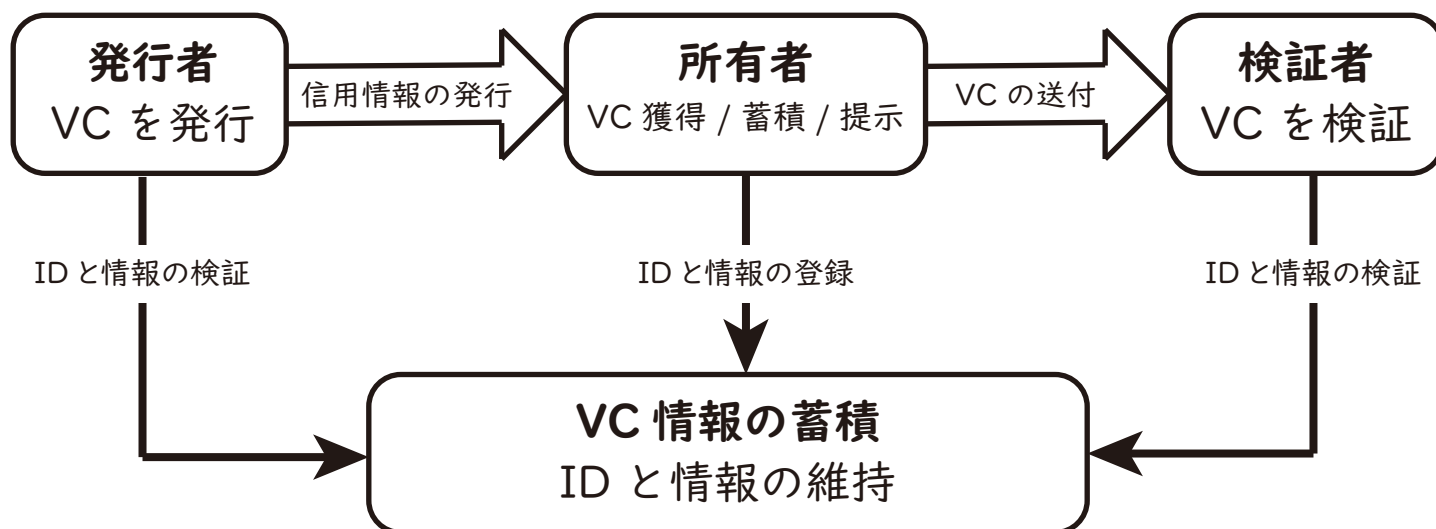 発行者
VC を発行
信用情報の発行
所有者
VC 獲得 / 蓄積 / 提示
VC の送付
検証者
VC を検証
ID と情報の検証
ID と情報の登録
ID と情報の検証
VC 情報の蓄積
ID と情報の維持